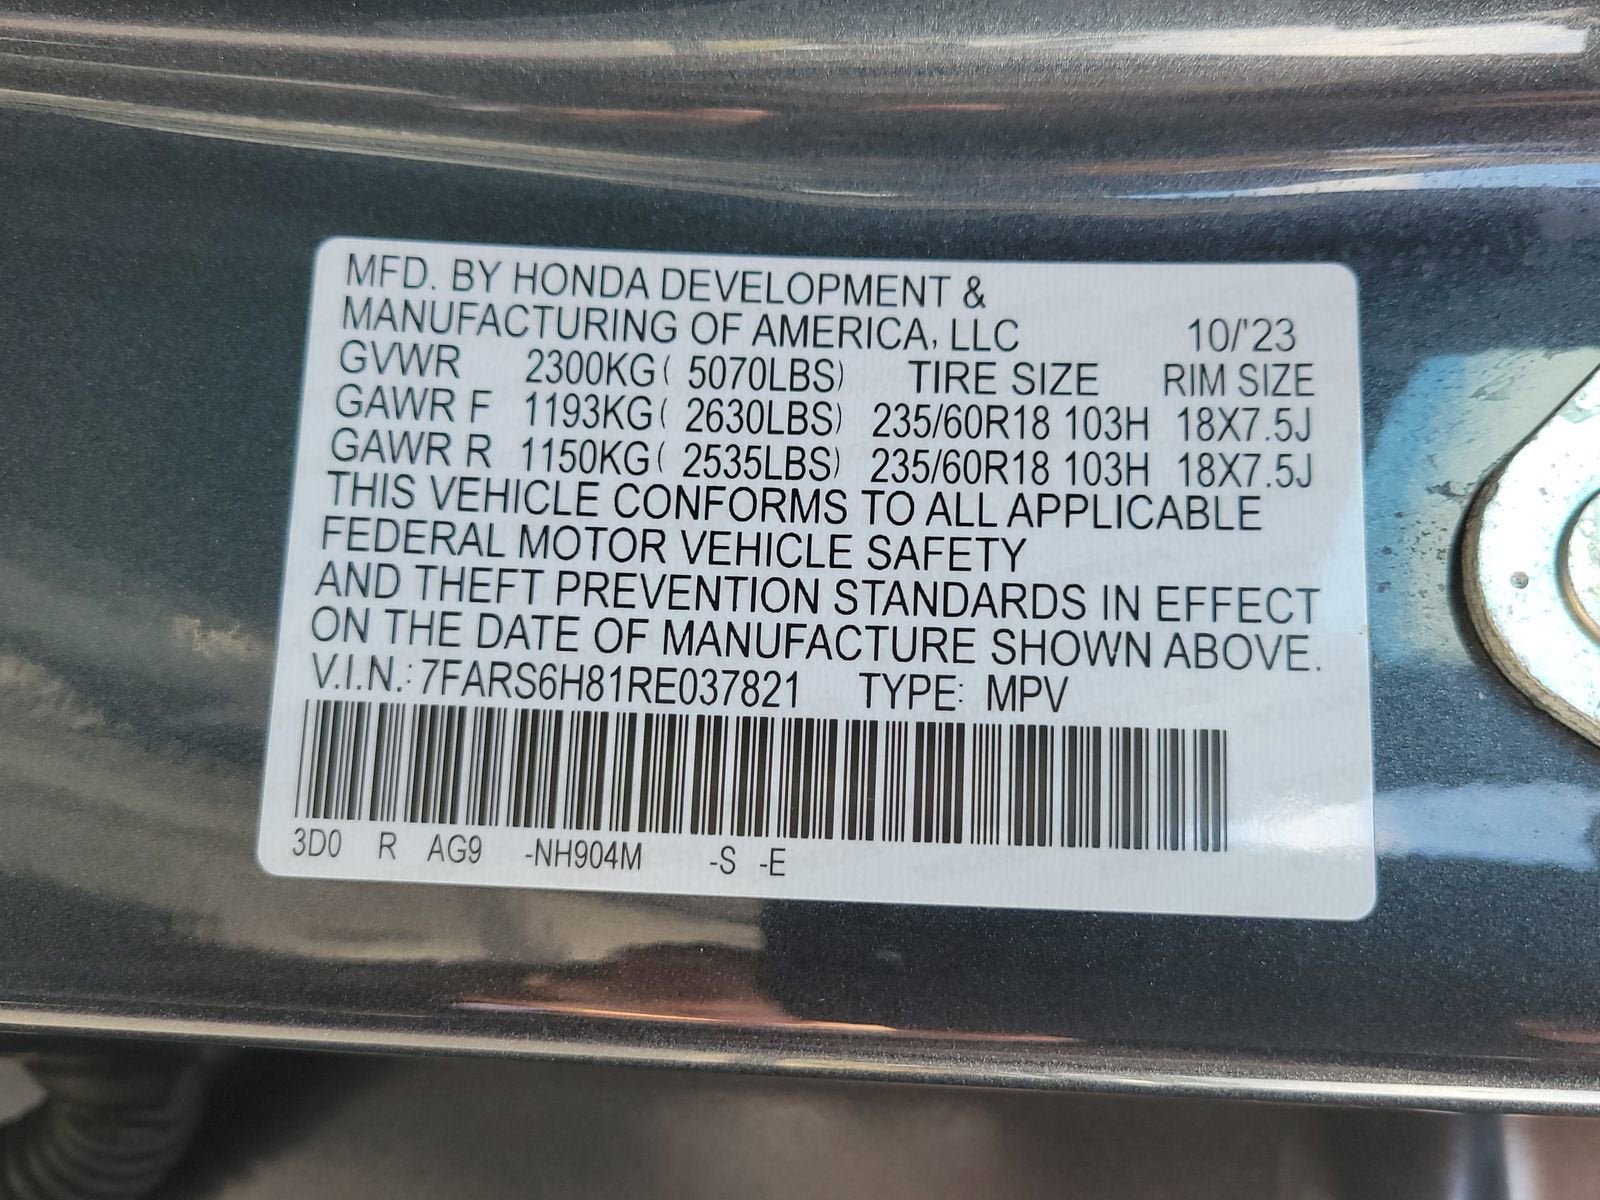 MFD. BY HONDA DEVELOPMENT &
MANUFACTURING OF AMERICA, LLC 10/'23
GVWR 2300KG( 5070LBS) TIRE SIZE RIM SIZE
GAWR F 1193KG( 2630LBS) 235/60R18 103H 18X7.5J
GAWR R 1150KG( 2535LBS) 235/60R18 103H 18X7.5J
THIS VEHICLE CONFORMS TO ALL APPLICABLE
FEDERAL MOTOR VEHICLE SAFETY
AND THEFT PREVENTION STANDARDS IN EFFECT
ON THE DATE OF MANUFACTURE SHOWN ABOVE.
V.I.N.: 7FARS6H81RE037821 TYPE: MPV
3D0 R AG9 -NH904M -S -E